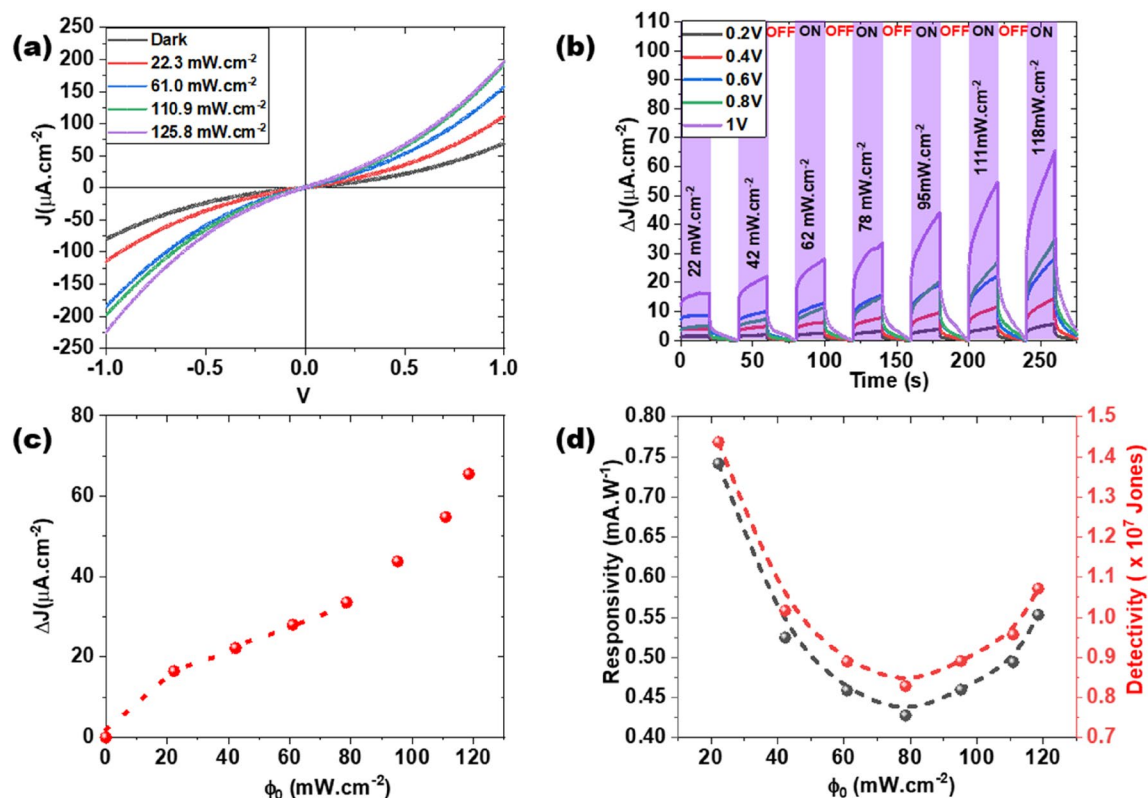 (a)
250
200
150
100
50
0
-50
-100
-150
-200
-250
J(μA.cm⁻²)
Dark
22.3 mW.cm⁻²
61.0 mW.cm⁻²
110.9 mW.cm⁻²
125.8 mW.cm⁻²
-1.0 -0.5 0.0 0.5 1.0
V
(b)
110
100
90
80
70
60
50
40
30
20
10
0
ΔJ(μA.cm⁻²)
0.2V
0.4V
0.6V
0.8V
1V
OFF ON OFF ON OFF ON OFF ON OFF ON
22 mW.cm⁻²
42 mW.cm⁻²
62 mW.cm⁻²
78 mW.cm⁻²
95mW.cm⁻²
111mW.cm⁻²
118mW.cm⁻²
0 50 100 150 200 250
Time (s)
(c)
80
60
40
20
0
ΔJ(μA.cm⁻²)
0 20 40 60 80 100 120
ϕ₀ (mW.cm⁻²)
(d)
0.80
0.75
0.70
0.65
0.60
0.55
0.50
0.45
0.40
Responsivity (mA.W⁻¹)
20 40 60 80 100 120
ϕ₀ (mW.cm⁻²)
1.5
1.4
1.3
1.2
1.1
1.0
0.9
0.8
0.7
Detectivity ( x 10⁷ Jones)